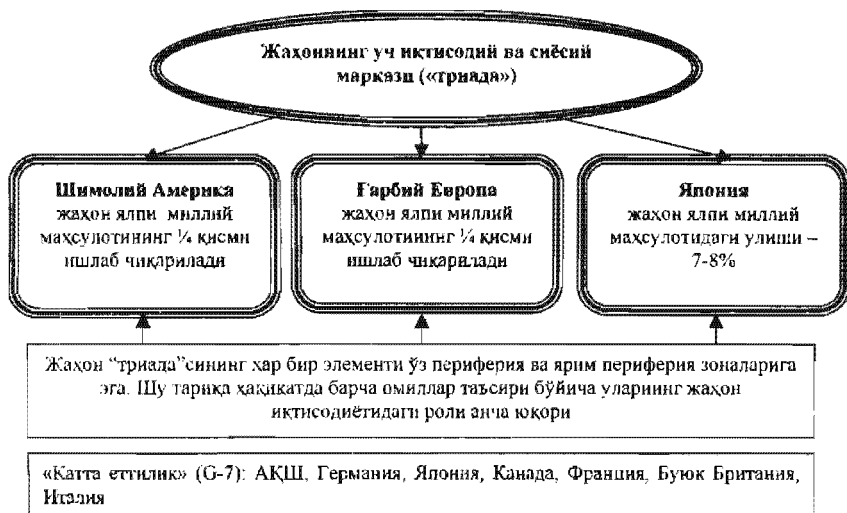 Жаҳоннинг уч иқтисодий ва сиёсий
маркази («триада»)
Шимолий Америка
жаҳон ялпи миллий
маҳсулотининг ¼ қисми
ишлаб чиқарилади
Ғарбий Европа
жаҳон ялпи миллий
маҳсулотининг ¼ қисми
ишлаб чиқарилади
Япония
жаҳон ялпи миллий
маҳсулотидаги улиши –
7-8%
Жаҳон “триада”сининг ҳар бир элементи ўз периферия ва ярим периферия зоналарига
эга. Шу тариқа ҳақиқатда барча омиллар таъсири бўйича уларнинг жаҳон
иқтисодиётидаги роли анча юқори
«Катта еттилик» (G-7): АҚШ, Германия, Япония, Канада, Франция, Буюк Британия,
Италия